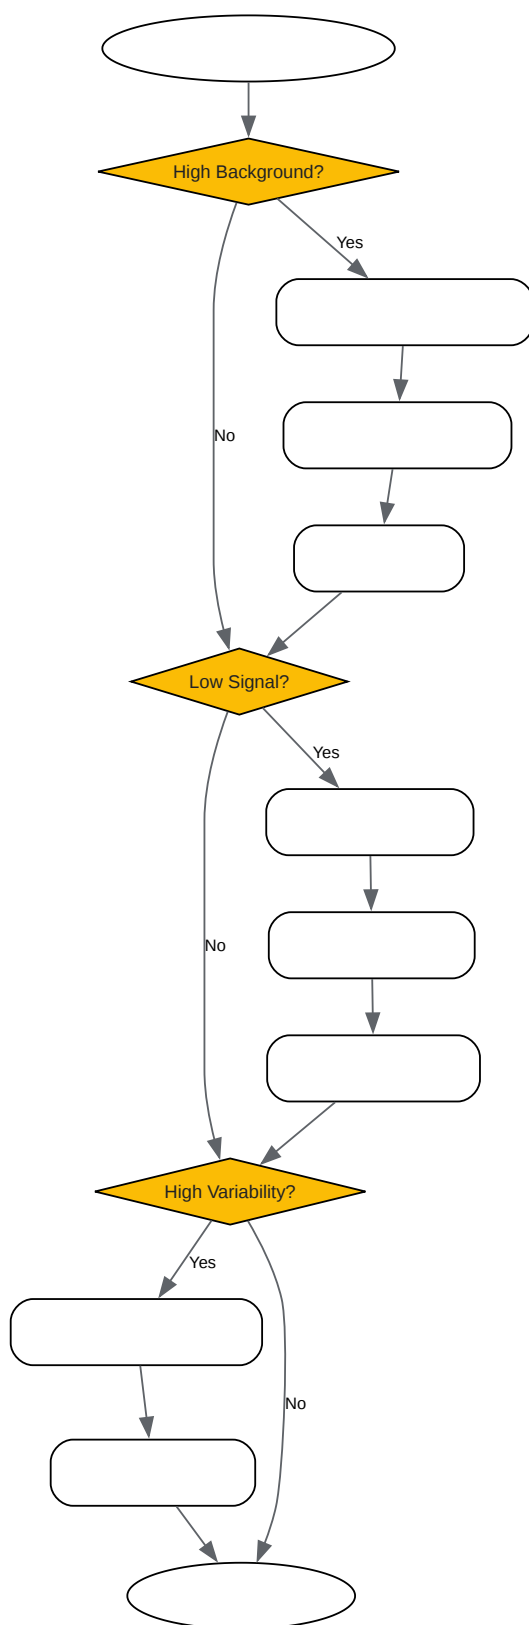 High Background?
Yes
No
Low Signal?
Yes
No
High Variability?
Yes
No